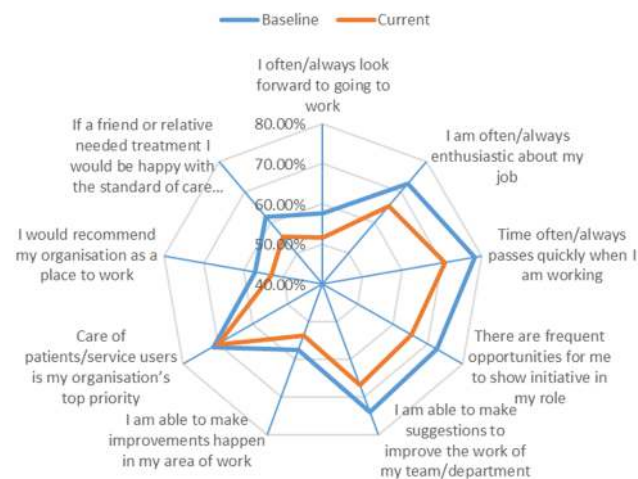 Baseline
Current
I often/always look
forward to going to
work
80.00%
70.00%
60.00%
50.00%
40.00%
I am often/always
enthusiastic about my
job
Time often/always
passes quickly when I
am working
There are frequent
opportunities for me
to show initiative in
my role
I am able to make
suggestions to
improve the work of
my team/department
I am able to make
improvements happen
in my area of work
Care of
patients/service users
is my organisation's
top priority
I would recommend
my organisation as a
place to work
If a friend or relative
needed treatment I
would be happy with
the standard of care...